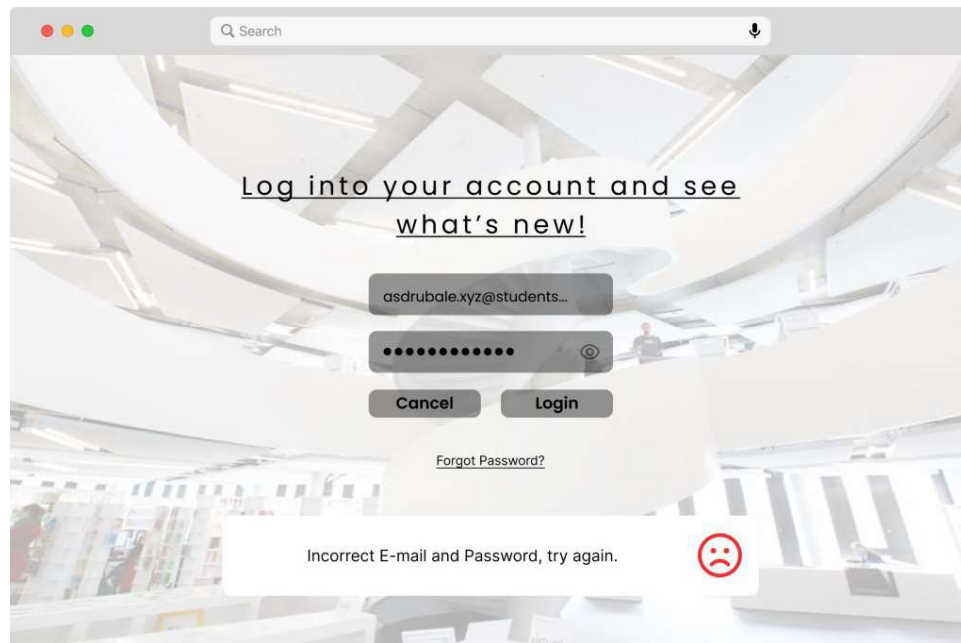 Search
Log into your account and see
what's new!
asdrubale.xyz@students...
●●●●●●●●●●●●
Cancel
Login
Forgot Password?
Incorrect E-mail and Password, try again.